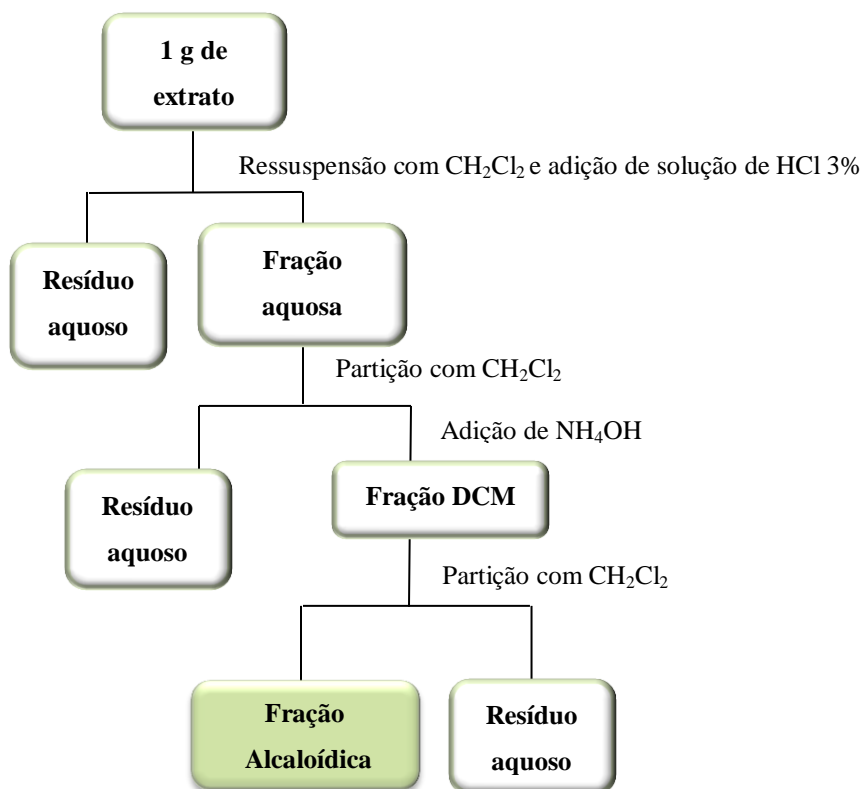 1 g de
extrato
Ressuspensão com CH₂Cl₂ e adição de solução de HCl 3%
Resíduo
aquoso
Fração
aquosa
Partição com CH₂Cl₂
Adição de NH₄OH
Resíduo
aquoso
Fração DCM
Partição com CH₂Cl₂
Fração
Alcaloídica
Resíduo
aquoso